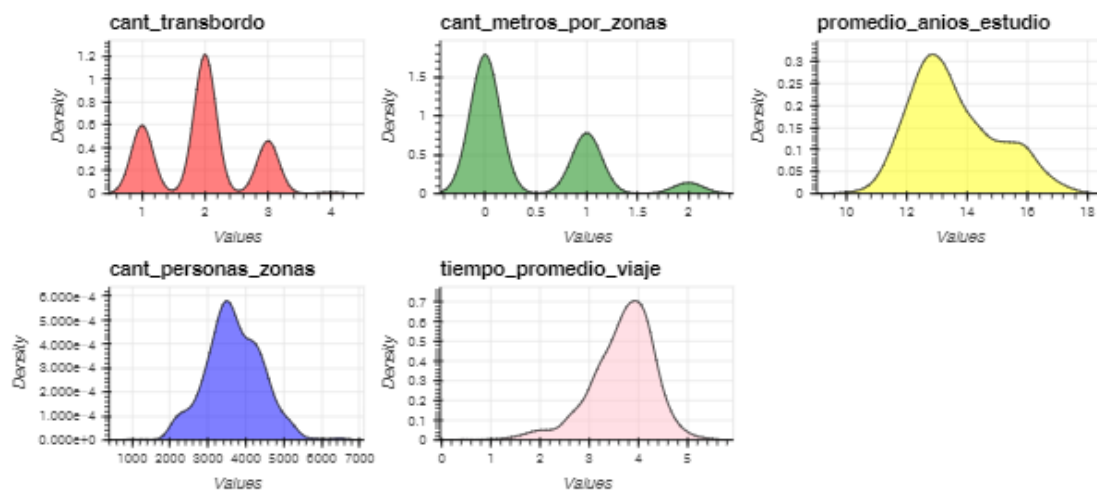 cant_transbordo
1.2
1
0.8
0.6
0.4
0.2
0
Density
1
2
3
4
Values
cant_metros_por_zonas
1.5
1
0.5
0
Density
0
0.5
1
1.5
2
Values
promedio_anios_estudio
0.3
0.25
0.2
0.15
0.1
0.05
0
Density
10
12
14
16
18
Values
cant_personas_zonas
6.000e-4
5.000e-4
4.000e-4
3.000e-4
2.000e-4
1.000e-4
0.000e+0
Density
1000
2000
3000
4000
5000
6000
7000
Values
tiempo_promedio_viaje
0.7
0.6
0.5
0.4
0.3
0.2
0.1
0
Density
0
1
2
3
4
5
Values